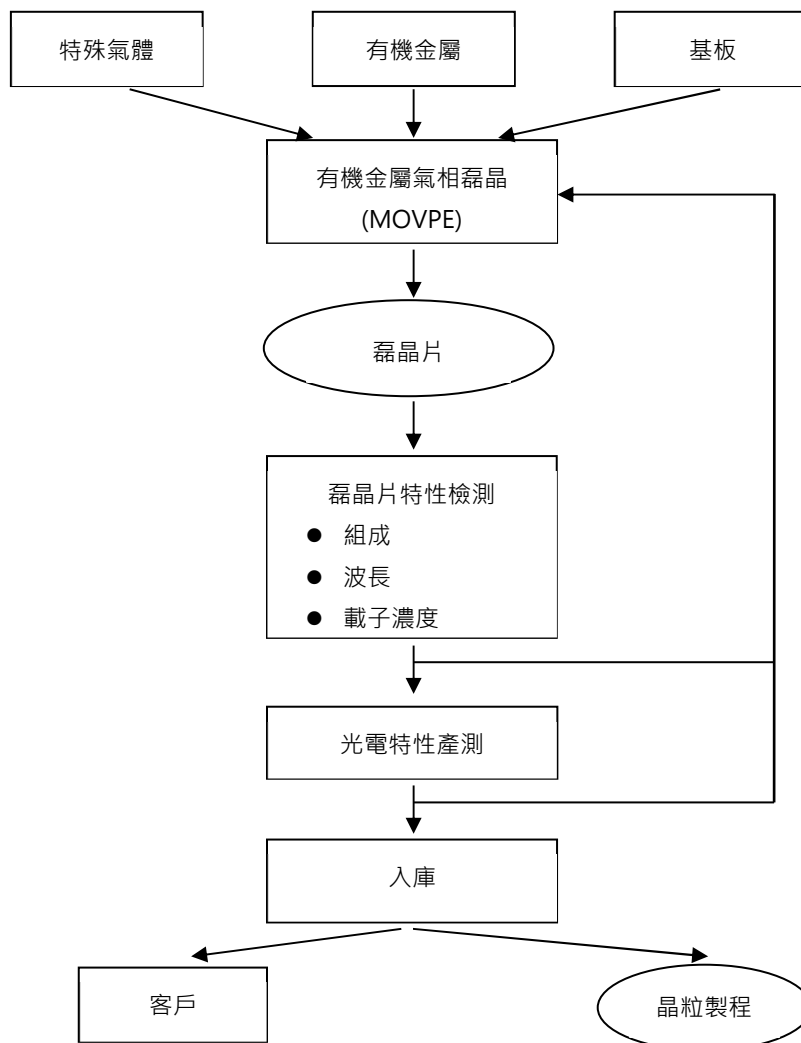 特殊氣體
有機金屬
基板
有機金屬氣相磊晶
(MOVPE)
磊晶片
磊晶片特性檢測
● 組成
● 波長
● 載子濃度
光電特性產測
入庫
客戶
晶粒製程